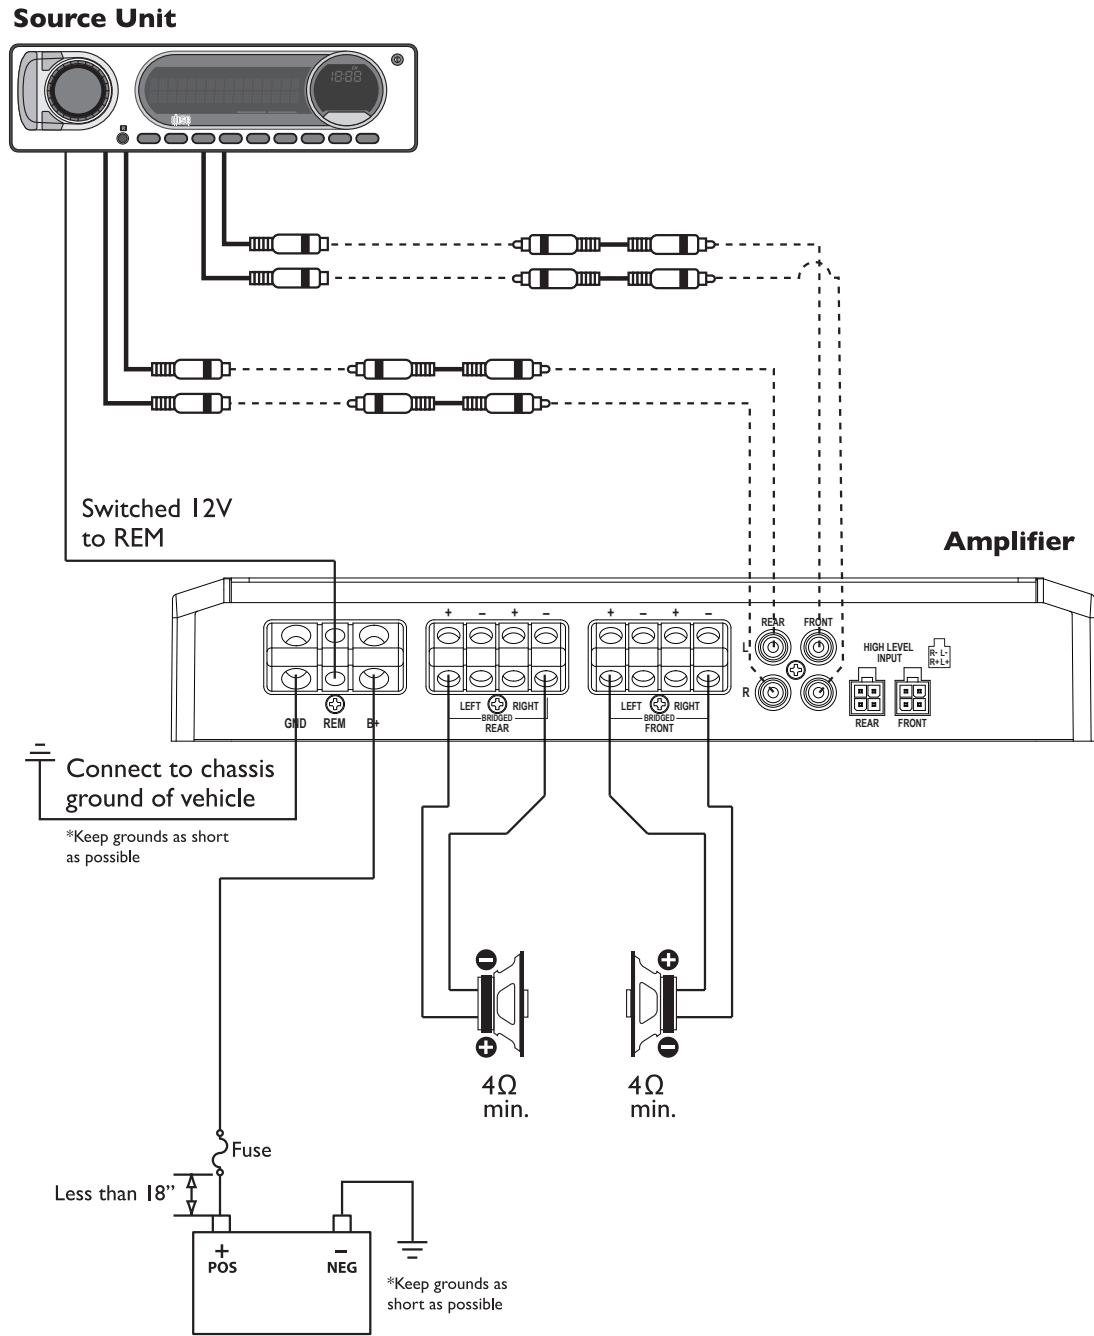 Source Unit
18:88
disc
Switched 12V
to REM
Amplifier
+ – + –
+ – + –
REAR FRONT
L
R
HIGH LEVEL
INPUT
R- L-
R+L+
REAR FRONT
GND REM B+
LEFT RIGHT
BRIDGED
REAR
LEFT RIGHT
BRIDGED
FRONT
Connect to chassis
ground of vehicle
*Keep grounds as short
as possible
– +
+ –
4Ω
min.
4Ω
min.
Fuse
Less than 18”
+
POS
–
NEG
*Keep grounds as
short as possible